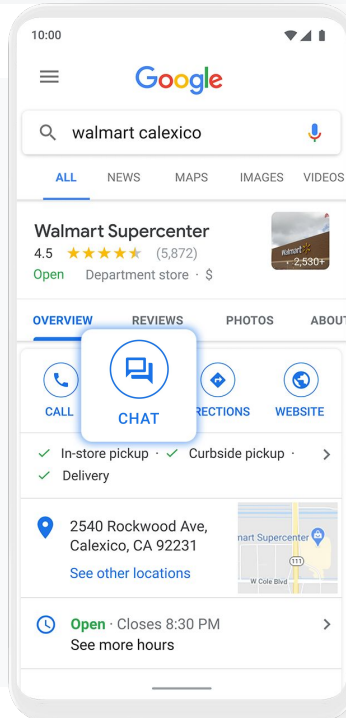 10:00
Google
walmart calexico
ALL NEWS MAPS IMAGES VIDEOS
Walmart Supercenter
4.5 (5,872)
Open Department store · $
Walmart
2,530+
OVERVIEW REVIEWS PHOTOS ABOU
CALL CHAT RECTIONS WEBSITE
In-store pickup · Curbside pickup ·
Delivery
2540 Rockwood Ave,
Calexico, CA 92231
See other locations
mart Supercenter
111
W Cole Blvd
Open · Closes 8:30 PM
See more hours